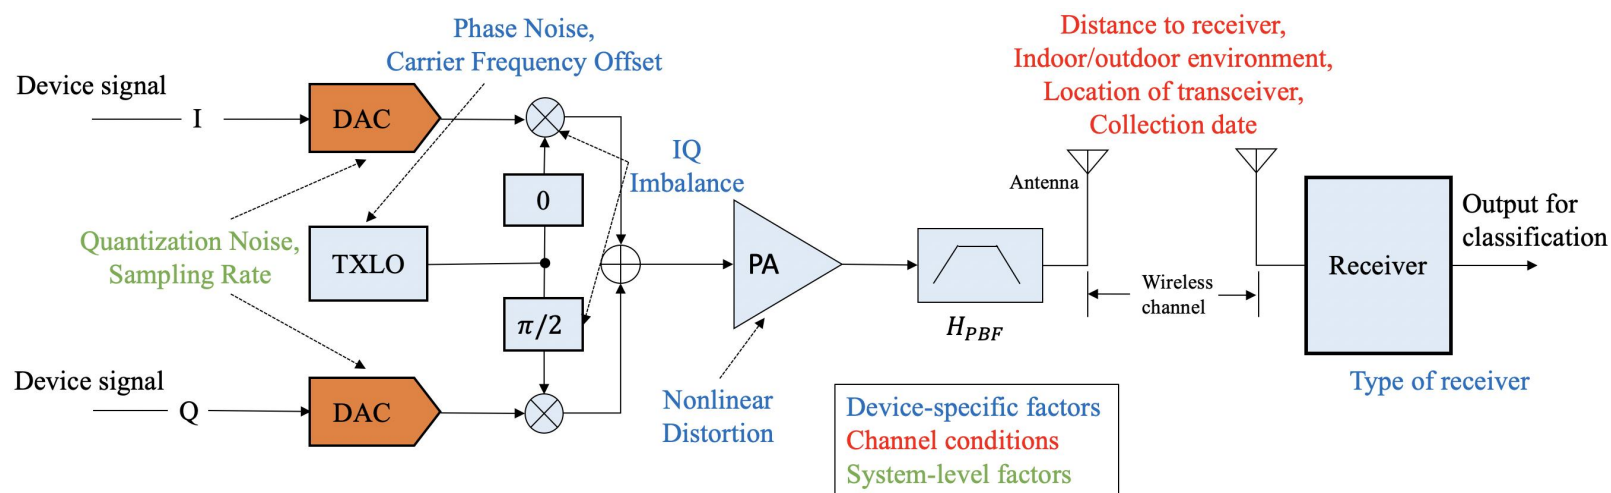 Phase Noise,
Carrier Frequency Offset
Distance to receiver,
Indoor/outdoor environment,
Location of transceiver,
Collection date
Device signal
I
DAC
IQ
Imbalance
0
Antenna
Quantization Noise,
Sampling Rate
TXLO
PA
Receiver
Output for
classification
Wireless
channel
π/2
H_{PBF}
Device signal
Q
DAC
Nonlinear
Distortion
Type of receiver
Device-specific factors
Channel conditions
System-level factors